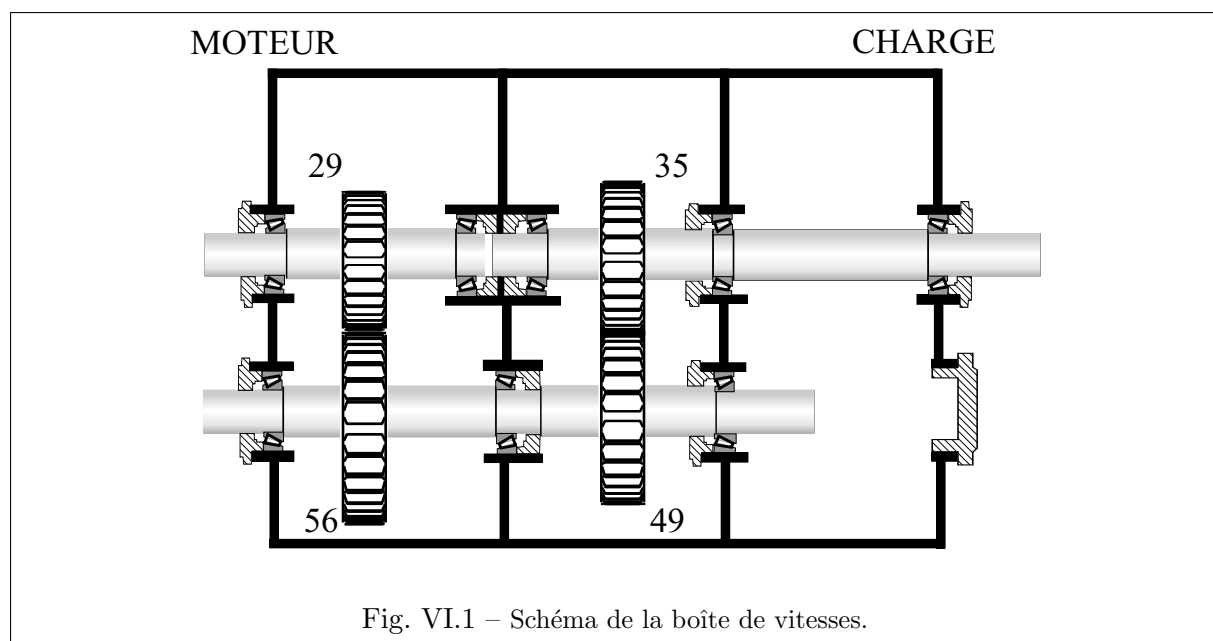 MOTEUR
CHARGE
29
35
56
49
Fig. VI.1 – Schéma de la boîte de vitesses.